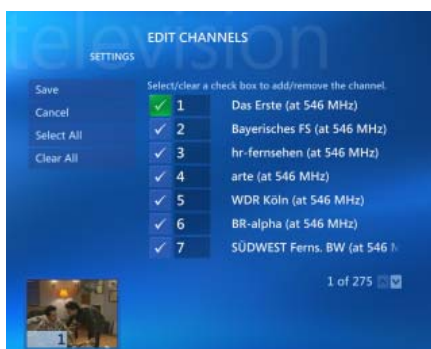 television
EDIT CHANNELS
SETTINGS
Select/clear a check box to add/remove the channel.
Save
Cancel
Select All
Clear All
1 Das Erste (at 546 MHz)
2 Bayerisches FS (at 546 MHz)
3 hr-fernsehen (at 546 MHz)
4 arte (at 546 MHz)
5 WDR Köln (at 546 MHz)
6 BR-alpha (at 546 MHz)
7 SÜDWEST Ferns. BW (at 546 M
1 of 275
1